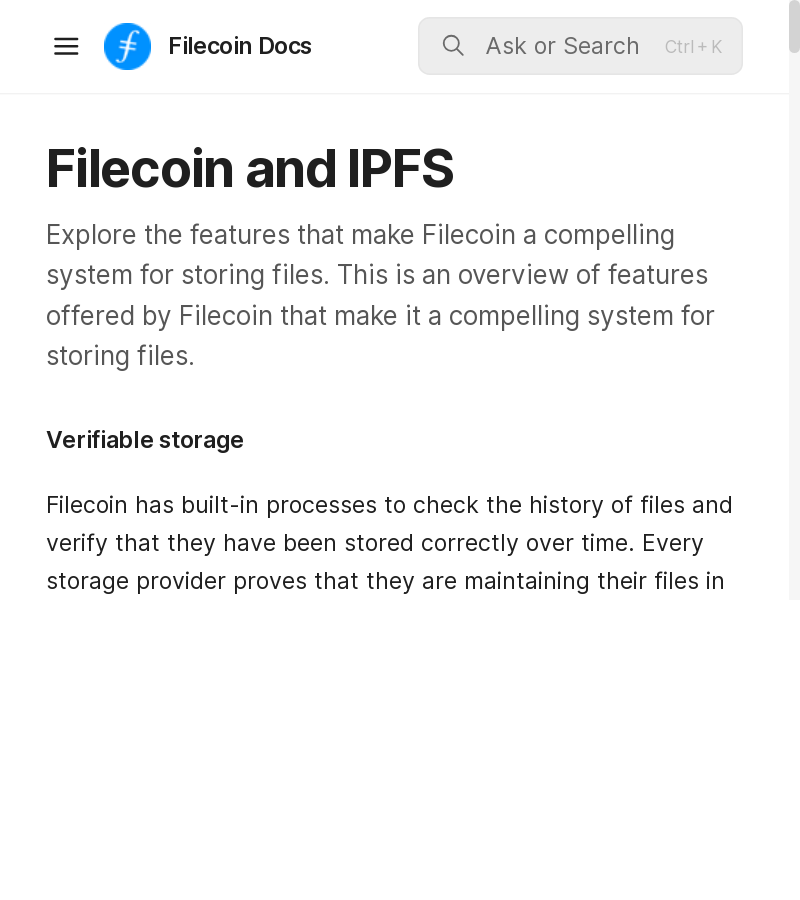 Filecoin Docs
Ask or Search Ctrl + K
Filecoin and IPFS
Explore the features that make Filecoin a compelling
system for storing files. This is an overview of features
offered by Filecoin that make it a compelling system for
storing files.
Verifiable storage
Filecoin has built-in processes to check the history of files and
verify that they have been stored correctly over time. Every
storage provider proves that they are maintaining their files in